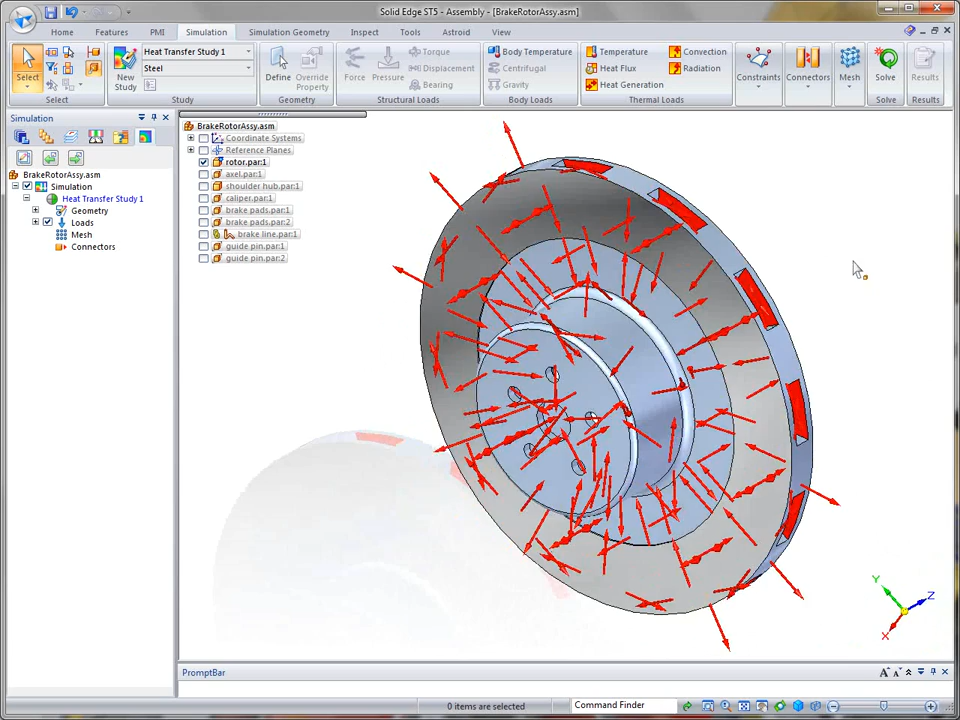 Solid Edge ST5 - Assembly - [BrakeRotorAssy.asm]
Home Features PMI Simulation Simulation Geometry Inspect Tools Astroid View
Select
Select
New
Study
Heat Transfer Study 1
Steel
Study
Define
Override
Property
Geometry
Force
Pressure
Torque
Displacement
Bearing
Structural Loads
Body Temperature
Centrifugal
Gravity
Body Loads
Temperature
Heat Flux
Heat Generation
Convection
Radiation
Thermal Loads
Constraints
Connectors
Mesh
Solve
Solve
Results
Results
Simulation
BrakeRotorAssy.asm
Simulation
Heat Transfer Study 1
Geometry
Loads
Mesh
Connectors
BrakeRotorAssy.asm
Coordinate Systems
Reference Planes
rotor.par:1
axel.par:1
shoulder hub.par:1
caliper.par:1
brake pads.par:1
brake pads.par:2
brake line.par:1
guide pin.par:1
guide pin.par:2
Y
Z
X
PromptBar
0 items are selected
Command Finder